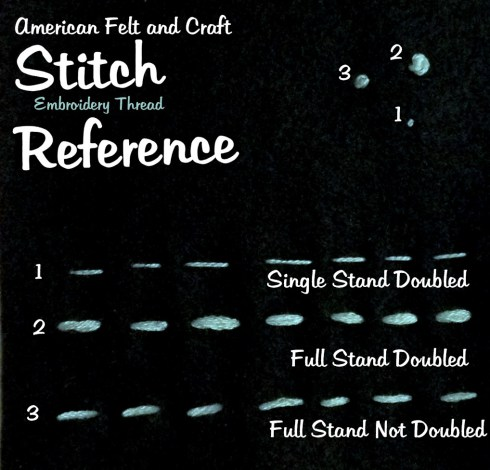 American Felt and Craft
Stitch
Embroidery Thread
Reference
2
3
1
1
Single Stand Doubled
2
Full Stand Doubled
3
Full Stand Not Doubled